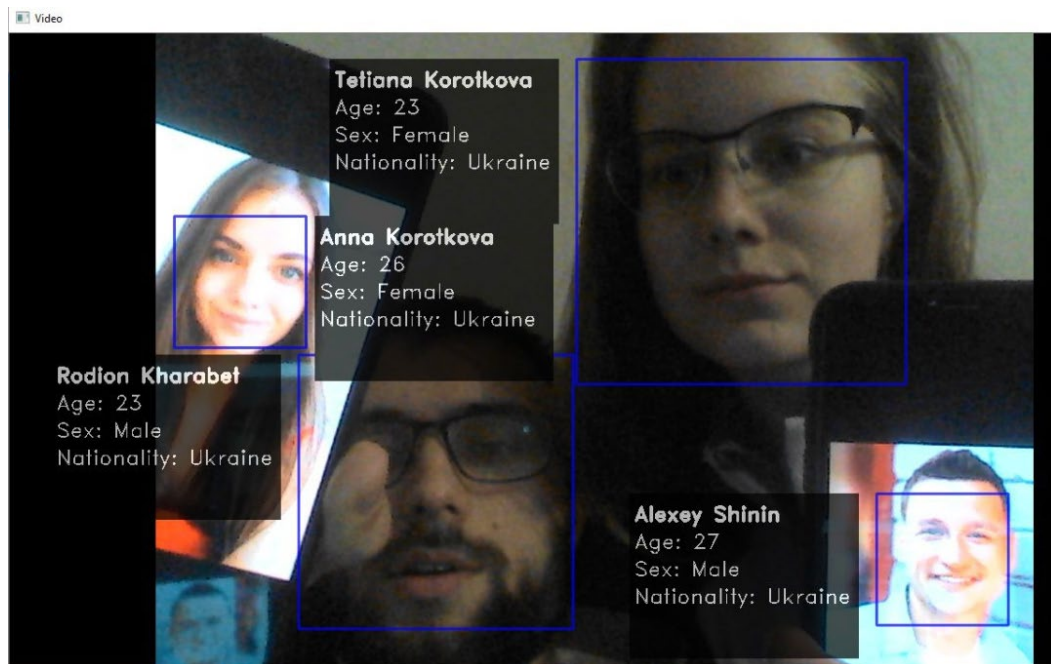 Video
Tetiana Korotkova
Age: 23
Sex: Female
Nationality: Ukraine
Anna Korotkova
Age: 26
Sex: Female
Nationality: Ukraine
Rodion Kharabet
Age: 23
Sex: Male
Nationality: Ukraine
Alexey Shinin
Age: 27
Sex: Male
Nationality: Ukraine